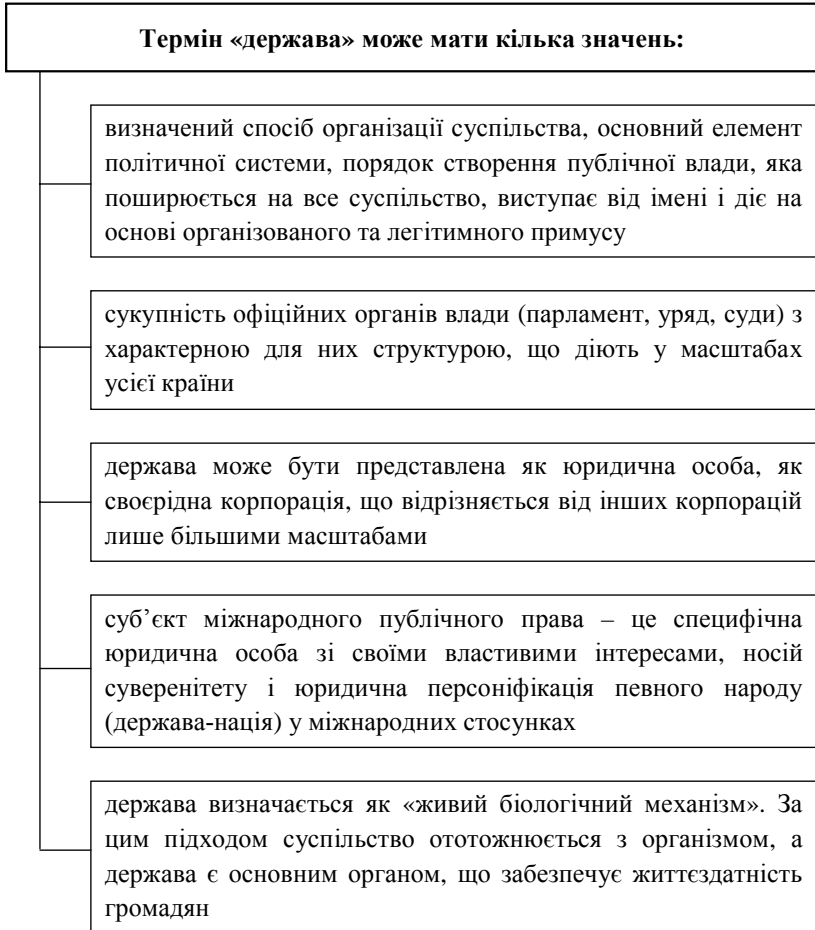 Термін «держава» може мати кілька значень:
визначений спосіб організації суспільства, основний елемент
політичної системи, порядок створення публічної влади, яка
поширюється на все суспільство, виступає від імені і діє на
основі організованого та легітимного примусу
сукупність офіційних органів влади (парламент, уряд, суди) з
характерною для них структурою, що діють у масштабах
усієї країни
держава може бути представлена як юридична особа, як
своєрідна корпорація, що відрізняється від інших корпорацій
лише більшими масштабами
суб’єкт міжнародного публічного права – це специфічна
юридична особа зі своїми властивими інтересами, носій
суверенітету і юридична персоніфікація певного народу
(держава-нація) у міжнародних стосунках
держава визначається як «живий біологічний механізм». За
цим підходом суспільство ототожнюється з організмом, а
держава є основним органом, що забезпечує життєздатність
громадян